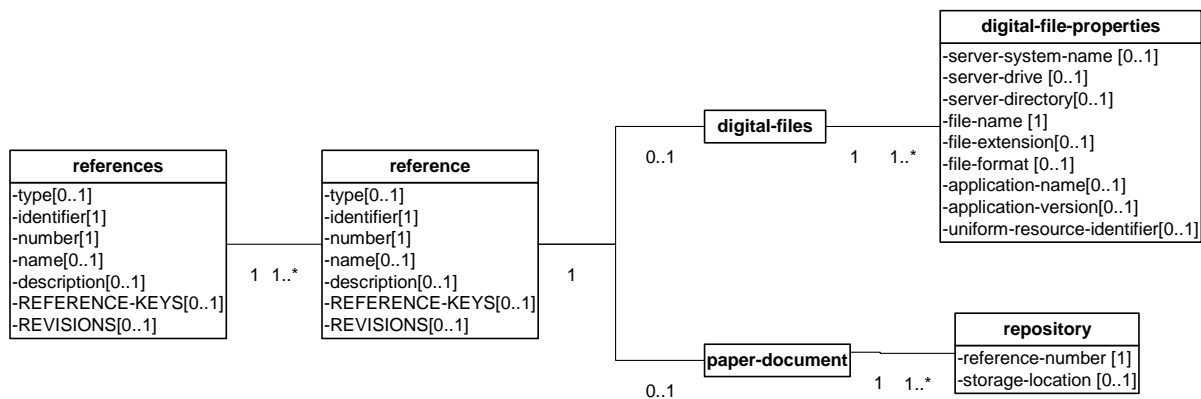 references
-type[0..1]
-identifier[1]
-number[1]
-name[0..1]
-description[0..1]
-REFERENCE-KEYS[0..1]
-REVISIONS[0..1]
1 1..*
reference
-type[0..1]
-identifier[1]
-number[1]
-name[0..1]
-description[0..1]
-REFERENCE-KEYS[0..1]
-REVISIONS[0..1]
1
0..1
digital-files
1 1..*
digital-file-properties
-server-system-name [0..1]
-server-drive [0..1]
-server-directory[0..1]
-file-name [1]
-file-extension[0..1]
-file-format [0..1]
-application-name[0..1]
-application-version[0..1]
-uniform-resource-identifier[0..1]
0..1
paper-document
1 1..*
repository
-reference-number [1]
-storage-location [0..1]